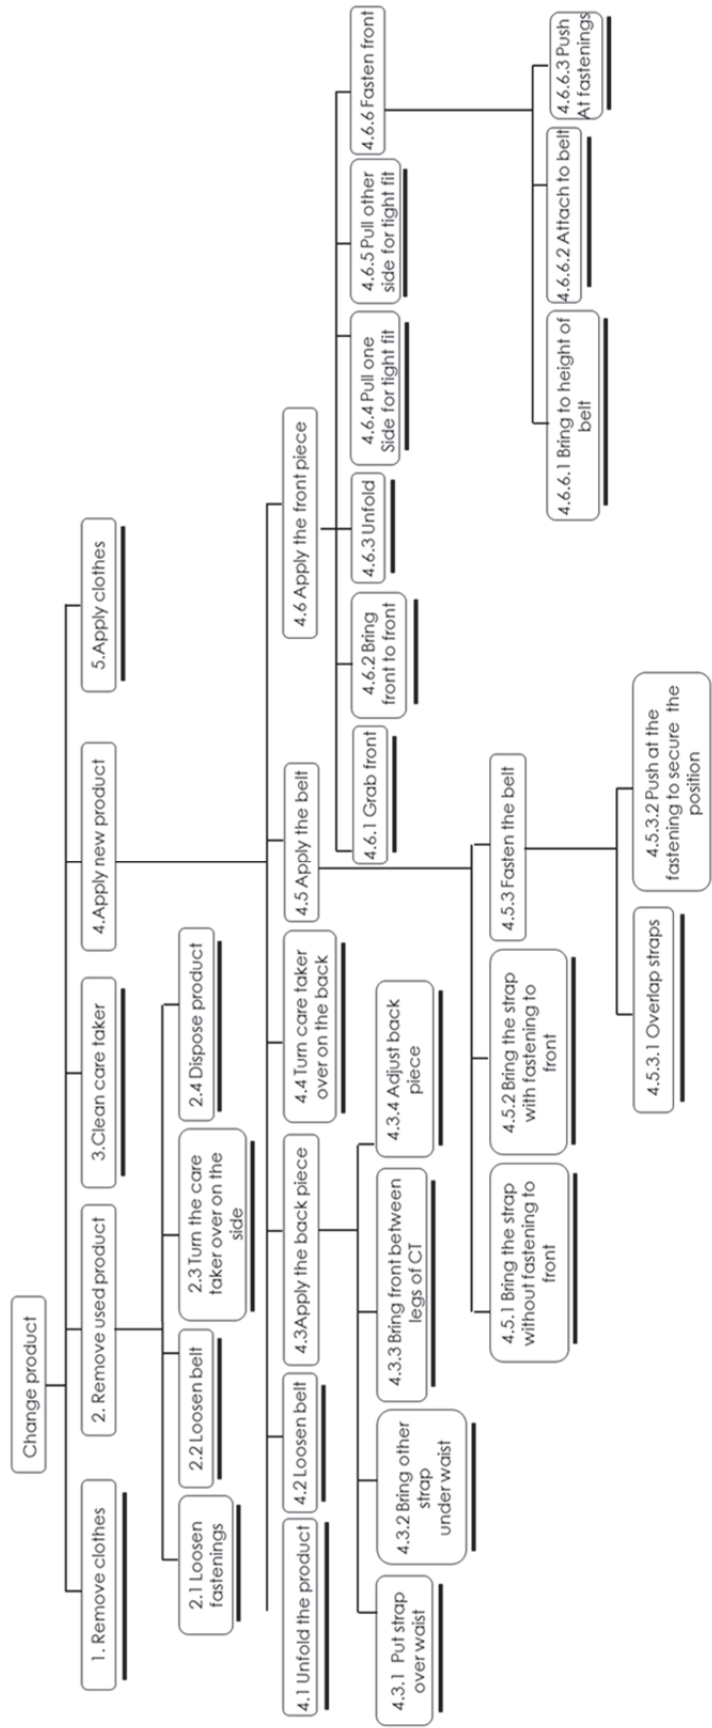 Change product
1. Remove clothes
2. Remove used product
3.Clean care taker
4.Apply new product
5.Apply clothes
2.1 Loosen
fastenings
2.2 Loosen belt
2.3 Turn the care
taker over on the
side
2.4 Dispose product
4.1 Unfold the product
4.2 Loosen belt
4.3Apply the back piece
4.4 Turn care taker
over on the back
4.5 Apply the belt
4.6 Apply the front piece
4.3.1 Put strap
over waist
4.3.2 Bring other
strap
under waist
4.3.3 Bring front between
legs of CT
4.3.4 Adjust back
piece
4.6.1 Grab front
4.6.2 Bring
front to front
4.6.3 Unfold
4.6.4 Pull one
Side for tight fit
4.6.5 Pull other
side for tight fit
4.6.6 Fasten front
4.5.1 Bring the strap
without fastening to
front
4.5.2 Bring the strap
with fastening to
front
4.5.3 Fasten the belt
4.6.6.1 Bring to height of
belt
4.6.6.2 Attach to belt
4.6.6.3 Push
At fastenings
4.5.3.1 Overlap straps
4.5.3.2 Push at the
fastening to secure the
position